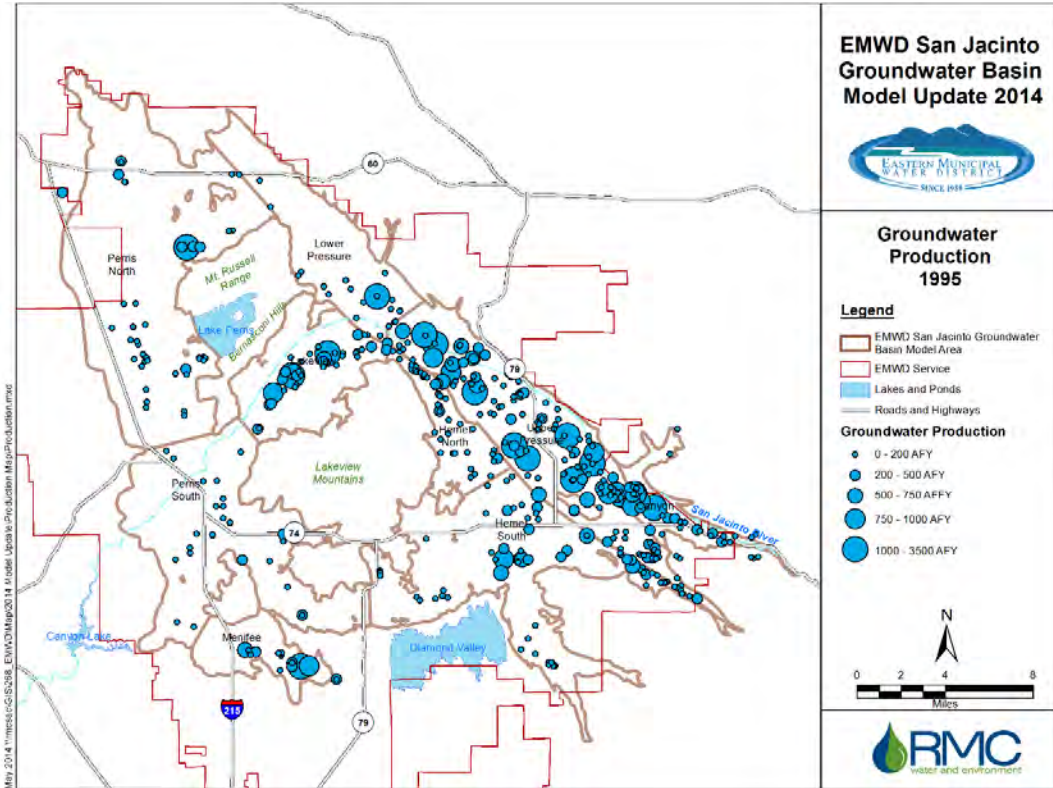 EMWD San Jacinto
Groundwater Basin
Model Update 2014
EASTERN MUNICIPAL
WATER DISTRICT
Groundwater
Production
1995
Legend
EMWD San Jacinto Groundwater
Basin Model Area
EMWD Service
Lakes and Ponds
Roads and Highways
Groundwater Production
0 - 200 AFY
200 - 500 AFY
500 - 750 AFFY
750 - 1000 AFY
1000 - 3500 AFY
N
0 2 4 8
Miles
RMC
water and environment
60
Lower
Pressure
Perris
North
Mt. Russell
Range
Lake Perris
Bernasconi Hills
79
Hemet
North
Upper
Pressure
Lakeview
Mountains
Perris
South
74
Hemet
South
San Jacinto River
Canyon Lake
Menifee
Diamond Valley
215
79